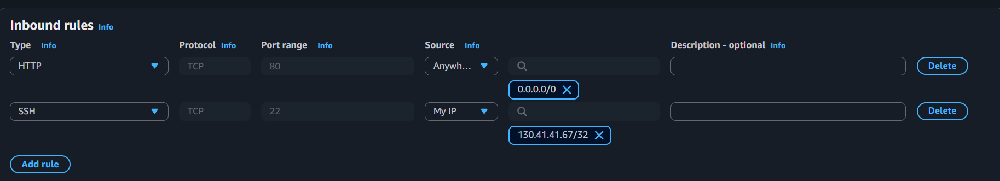 Inbound rules Info
Type Info Protocol Info Port range Info Source Info Description - optional Info
HTTP TCP 80 Anywh... Delete
0.0.0.0/0
SSH TCP 22 My IP Delete
130.41.41.67/32
Add rule